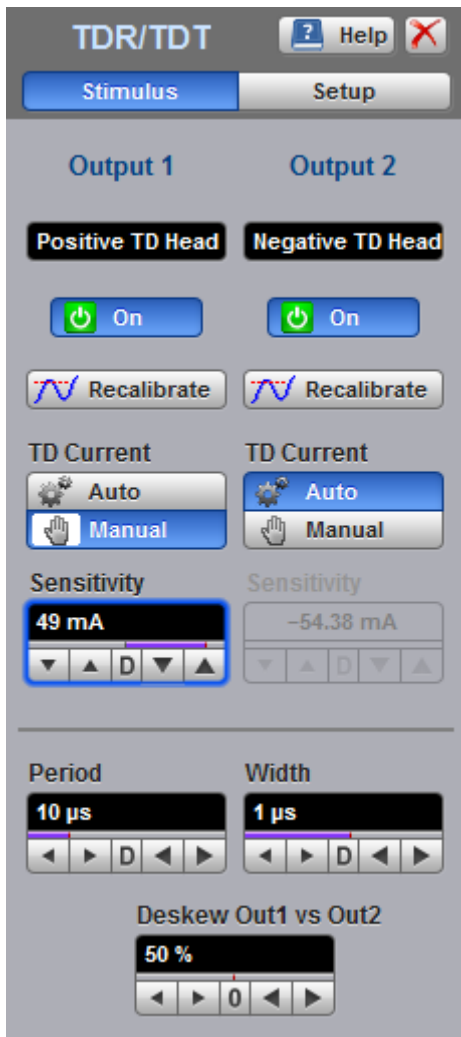 TDR/TDT ? Help
Stimulus Setup
Output 1 Output 2
Positive TD Head Negative TD Head
On On
Recalibrate Recalibrate
TD Current TD Current
Auto Auto
Manual Manual
Sensitivity Sensitivity
49 mA −54.38 mA
D D
Period Width
10 µs 1 µs
D D
Deskew Out1 vs Out2
50 %
0